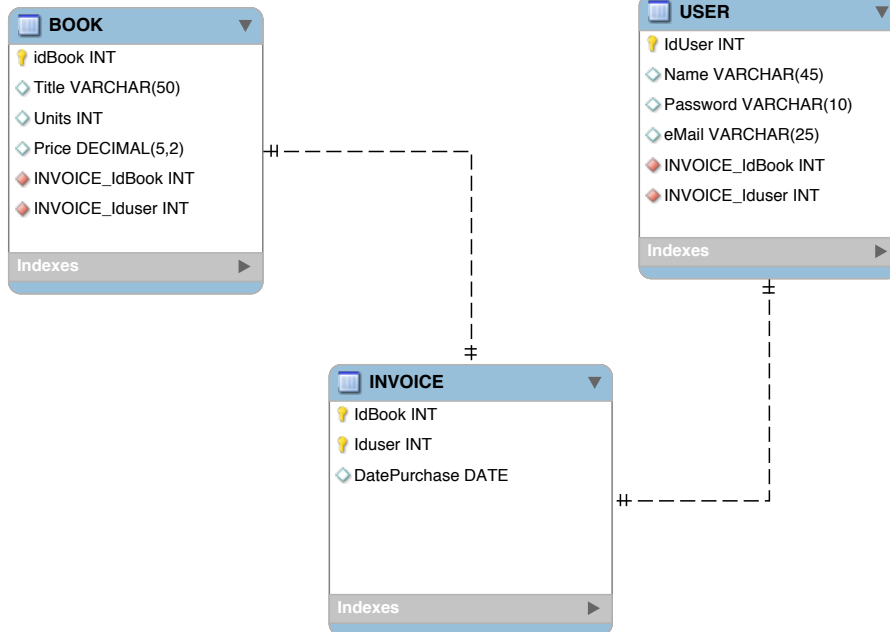 BOOK
idBook INT
Title VARCHAR(50)
Units INT
Price DECIMAL(5,2)
INVOICE_IdBook INT
INVOICE_Iduser INT
Indexes
USER
IdUser INT
Name VARCHAR(45)
Password VARCHAR(10)
eMail VARCHAR(25)
INVOICE_IdBook INT
INVOICE_Iduser INT
Indexes
INVOICE
IdBook INT
Iduser INT
DatePurchase DATE
Indexes